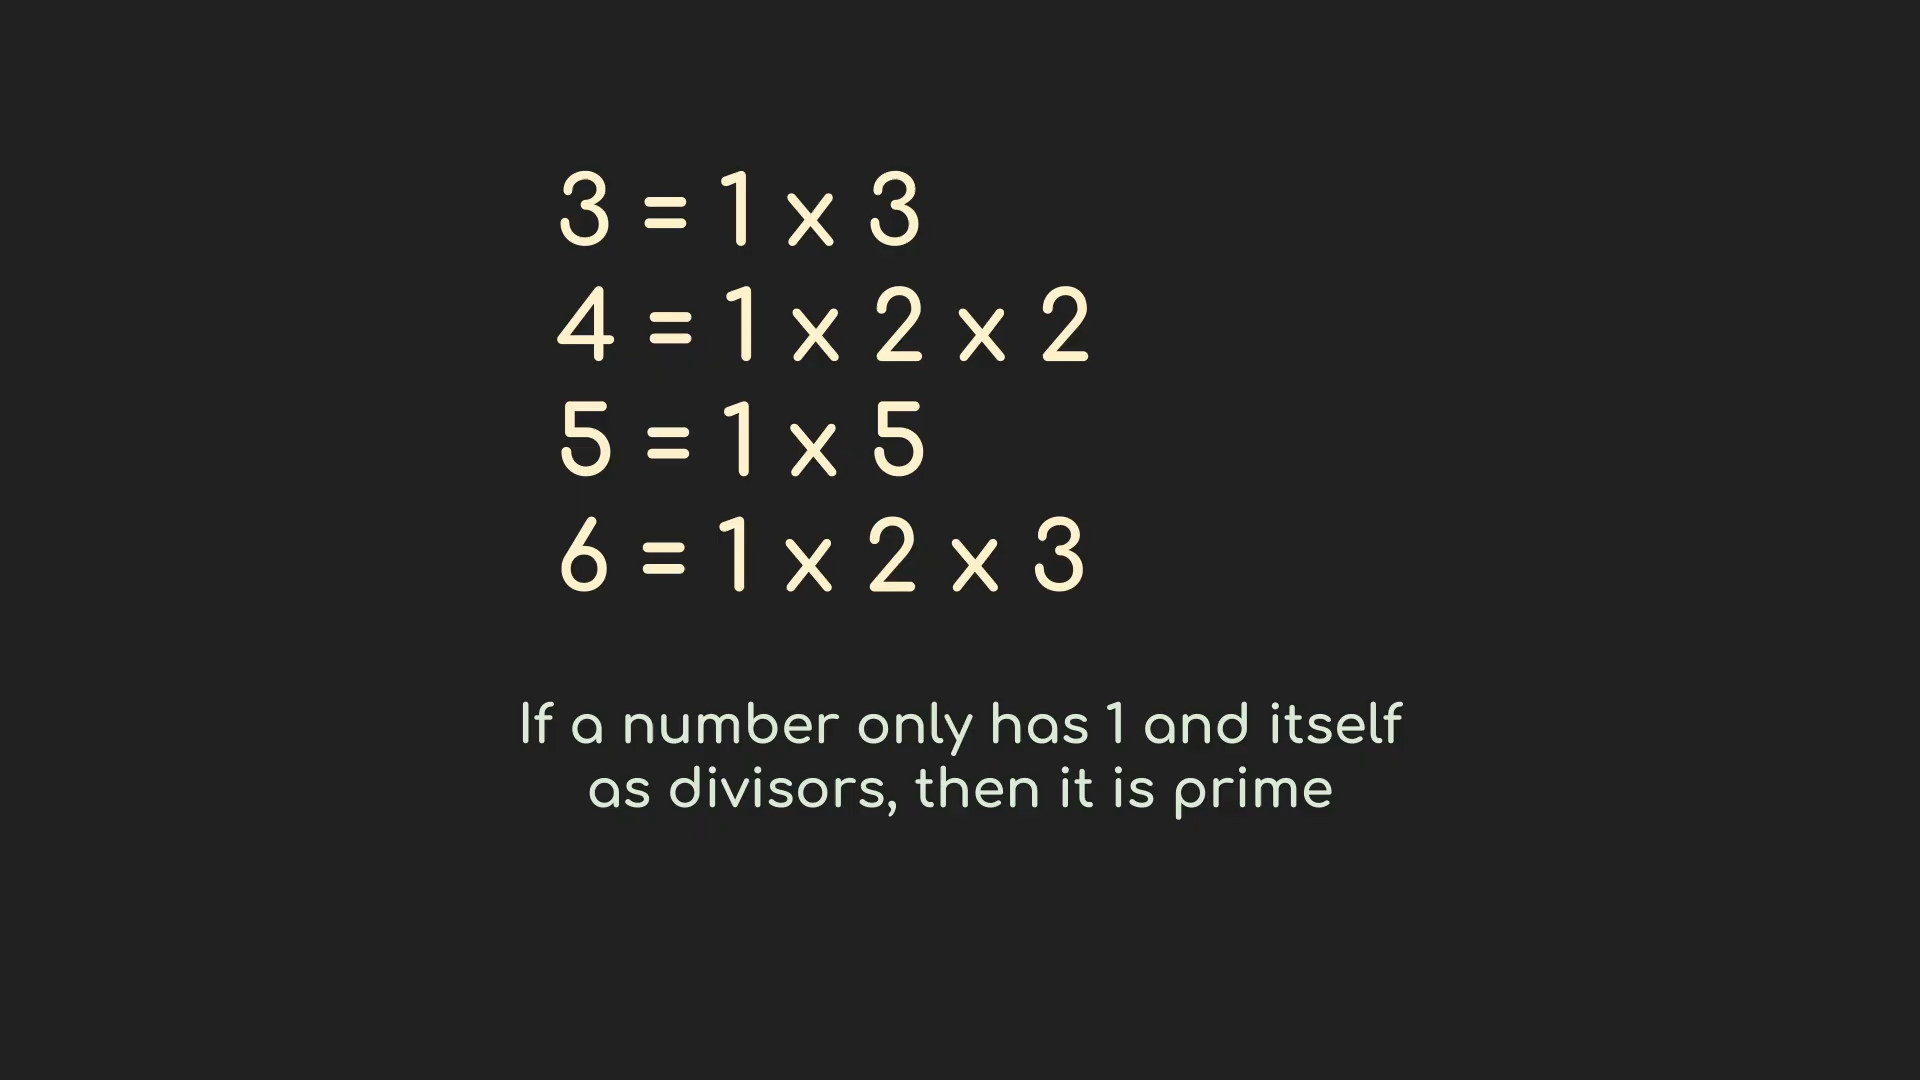 3 = 1 x 3
4 = 1 x 2 x 2
5 = 1 x 5
6 = 1 x 2 x 3
If a number only has 1 and itself
as divisors, then it is prime